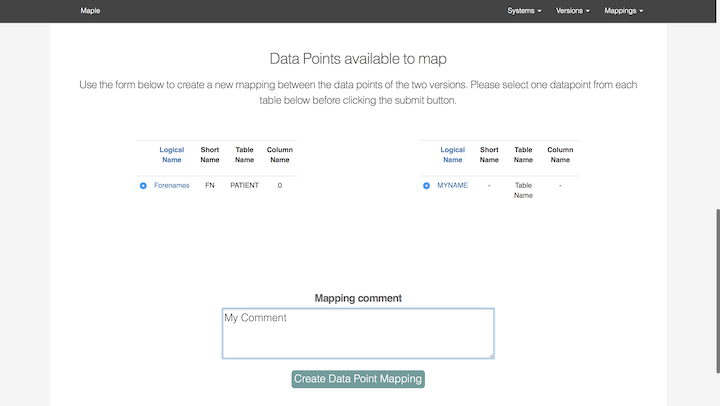 Maple Systems Versions Mappings
Data Points available to map
Use the form below to create a new mapping between the data points of the two versions. Please select one datapoint from each
table below before clicking the submit button.
Logical Name Short Name Table Name Column Name
Forenames FN PATIENT 0
Logical Name Short Name Table Name Column Name
MYNAME - Table Name -
Mapping comment
My Comment
Create Data Point Mapping